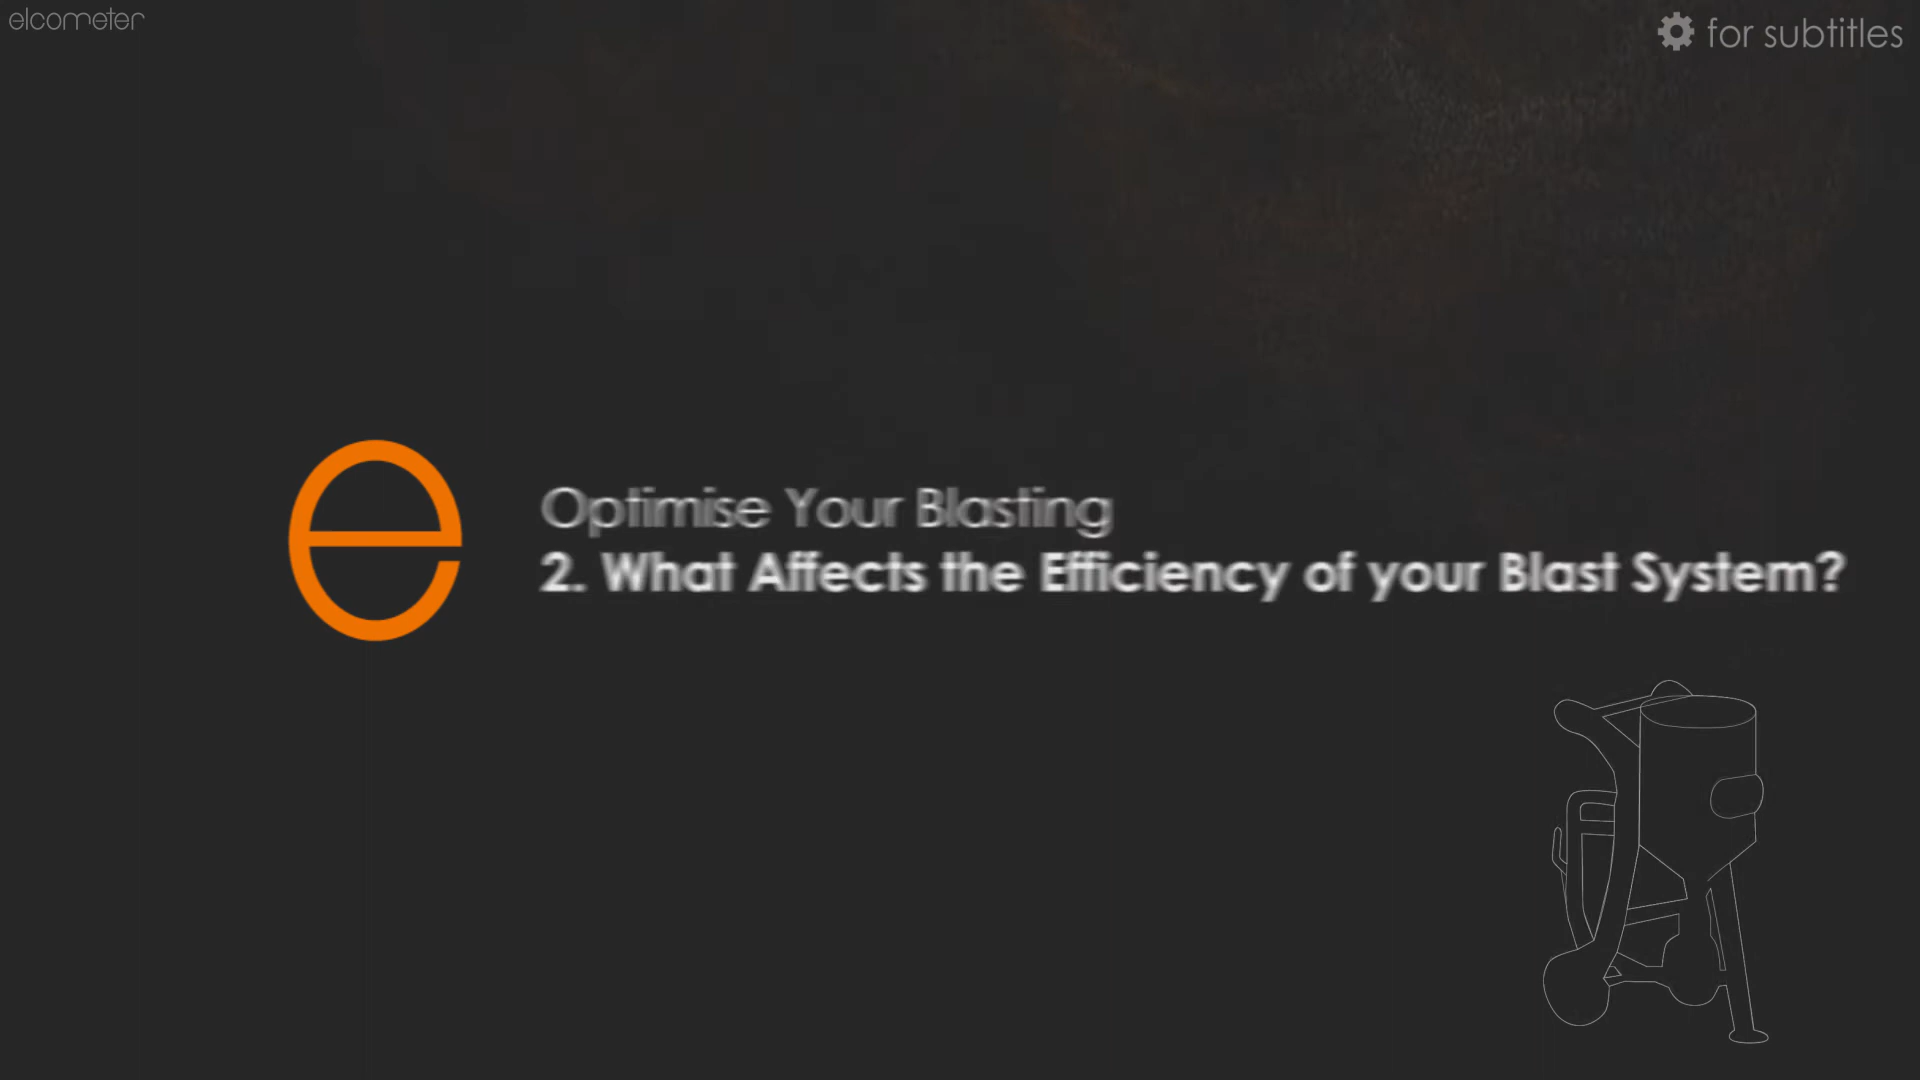 elcometer
for subtitles
e
Optimise Your Blasting
2. What Affects the Efficiency of your Blast System?